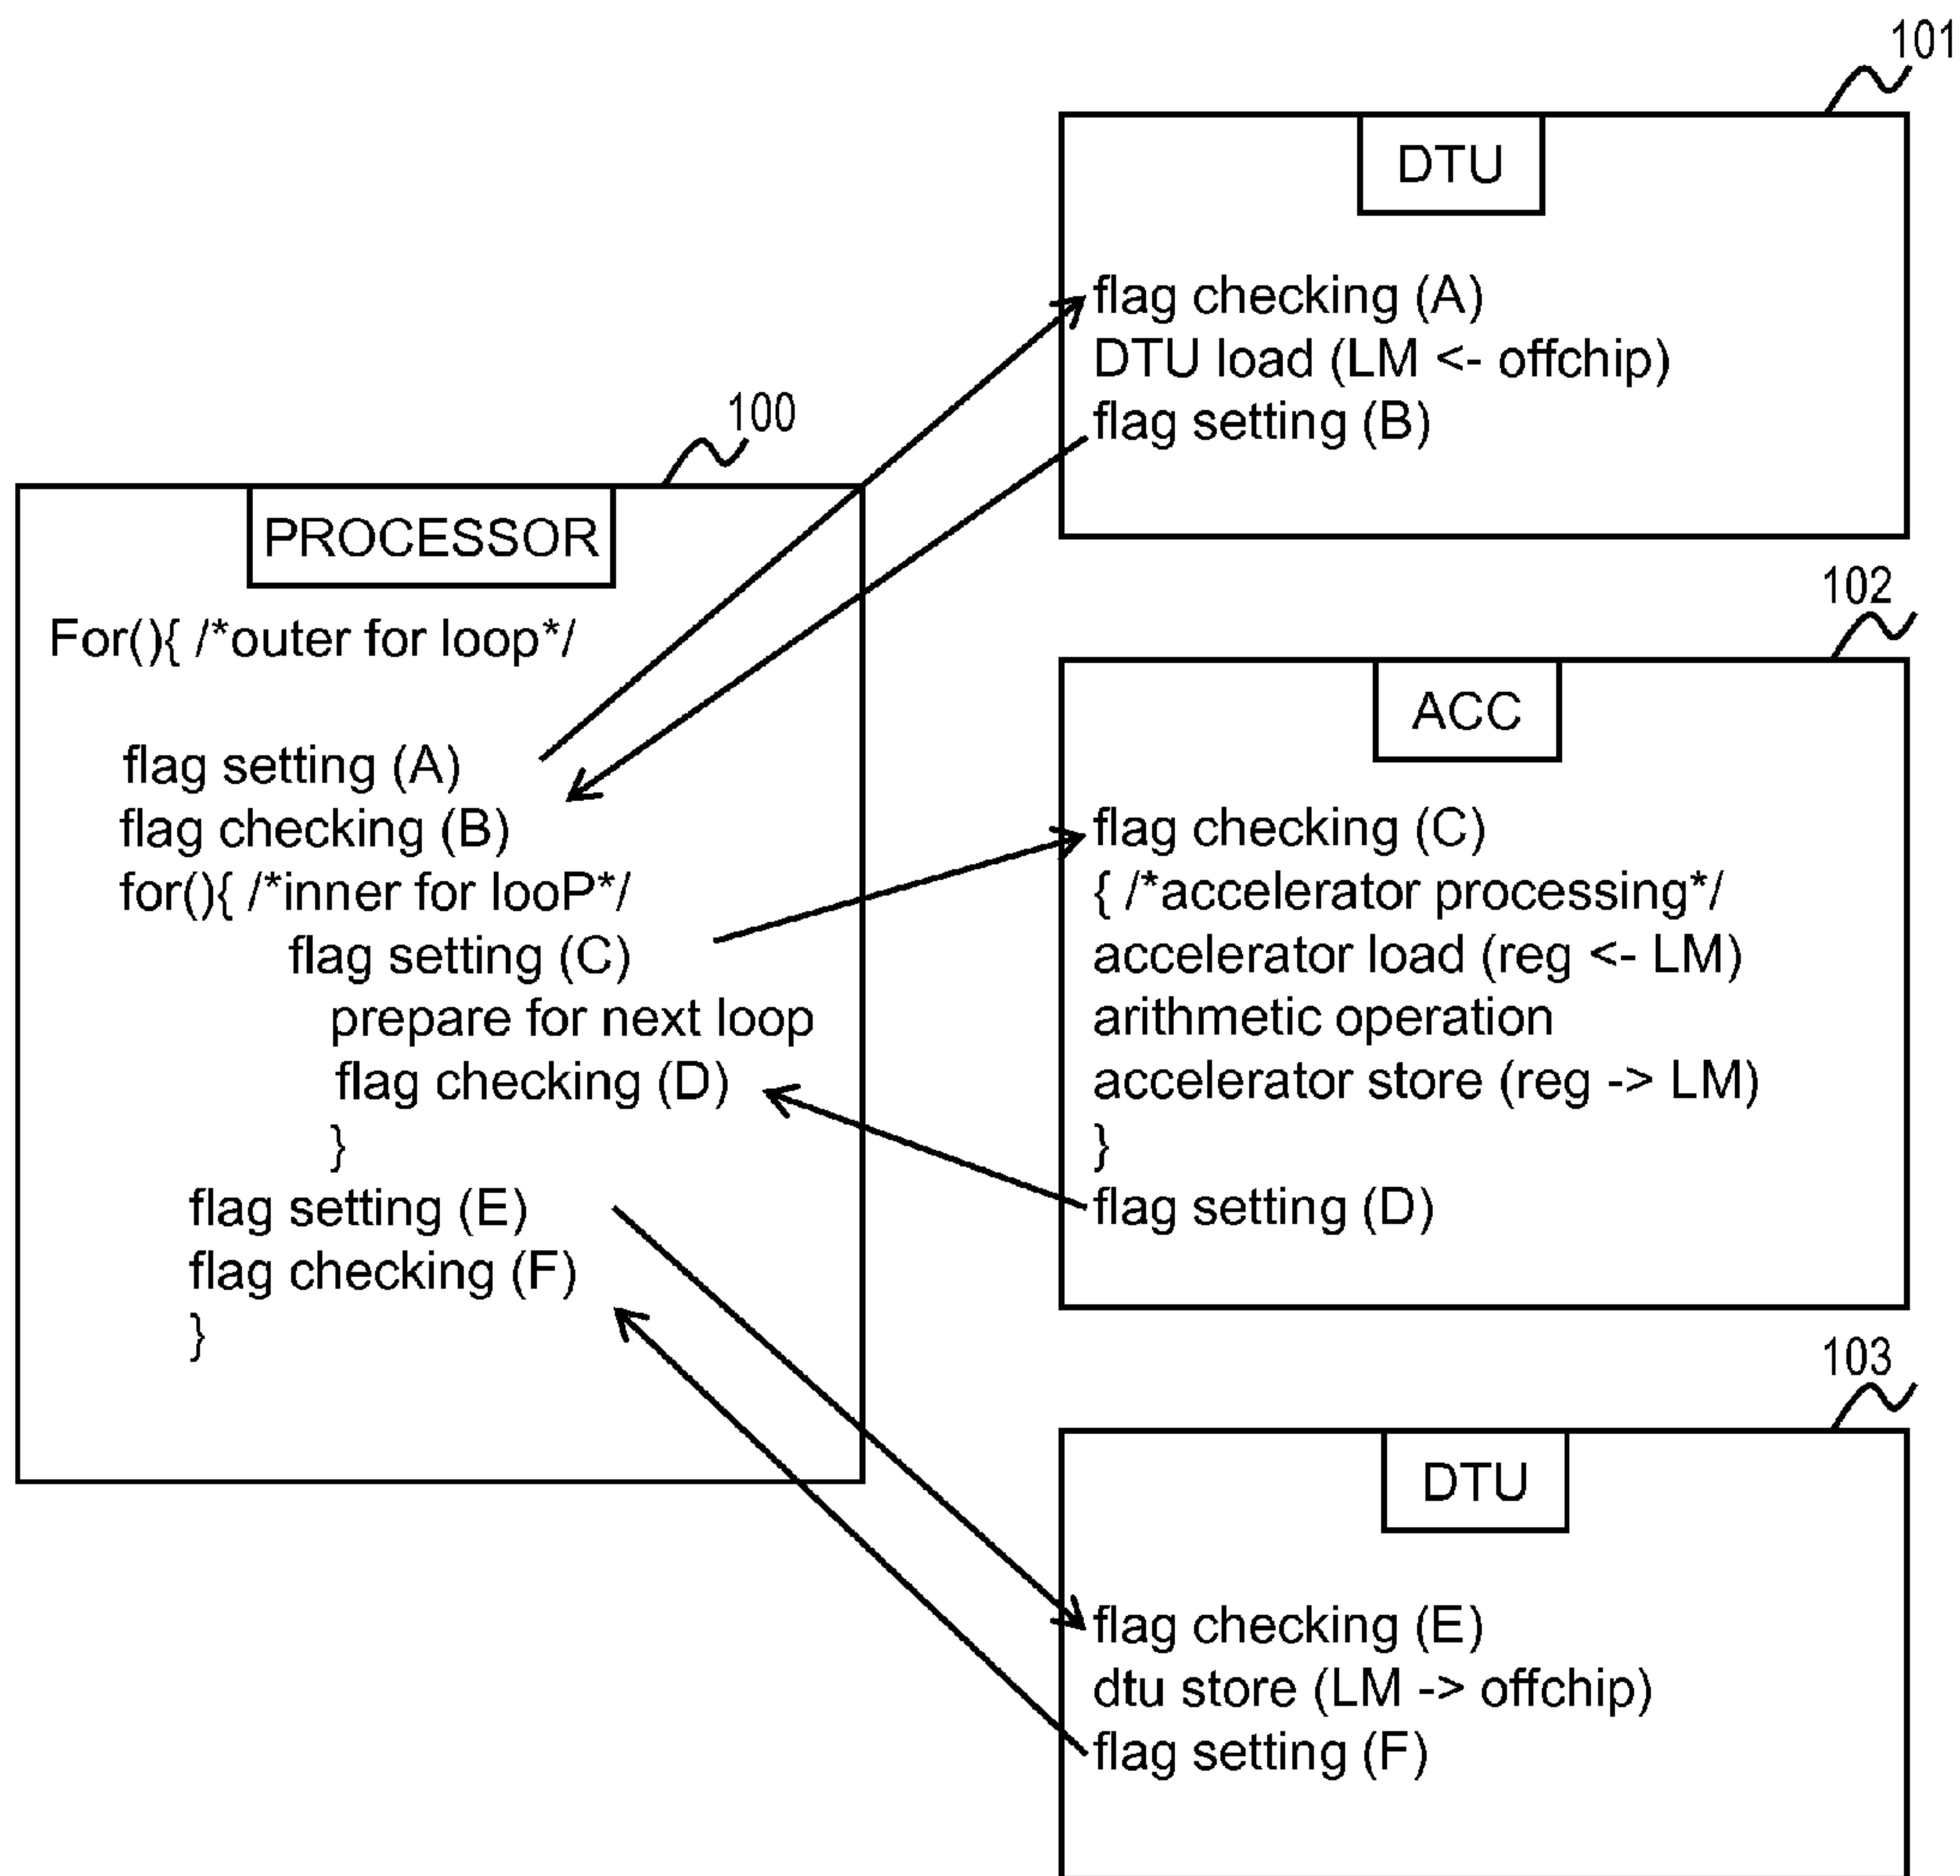 100
PROCESSOR
For(){ /*outer for loop*/
flag setting (A)
flag checking (B)
for(){ /*inner for looP*/
flag setting (C)
prepare for next loop
flag checking (D)
}
flag setting (E)
flag checking (F)
}
101
DTU
flag checking (A)
DTU load (LM <- offchip)
flag setting (B)
102
ACC
flag checking (C)
{ /*accelerator processing*/
accelerator load (reg <- LM)
arithmetic operation
accelerator store (reg -> LM)
}
flag setting (D)
103
DTU
flag checking (E)
dtu store (LM -> offchip)
flag setting (F)